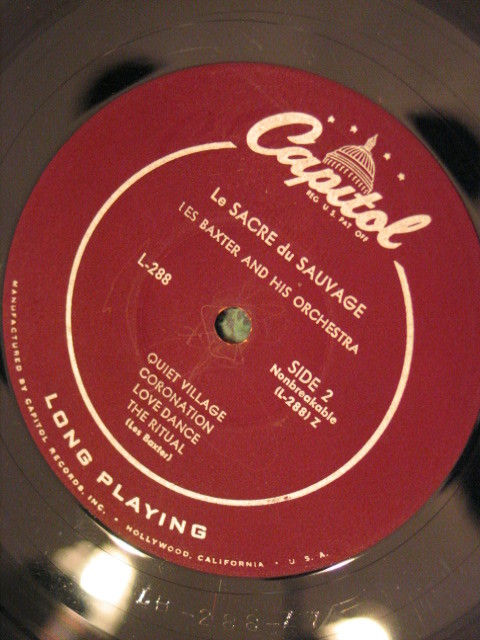 Capitol
REG. U.S. PAT. OFF.
Le SACRE du SAUVAGE
LES BAXTER AND HIS ORCHESTRA
L-288
SIDE 2
Nonbreakable
(L-288) Z
QUIET VILLAGE
CORONATION
LOVE DANCE
THE RITUAL
(Les Baxter)
LONG PLAYING
MANUFACTURED BY CAPITOL RECORDS, INC. • HOLLYWOOD, CALIFORNIA • U.S.A.